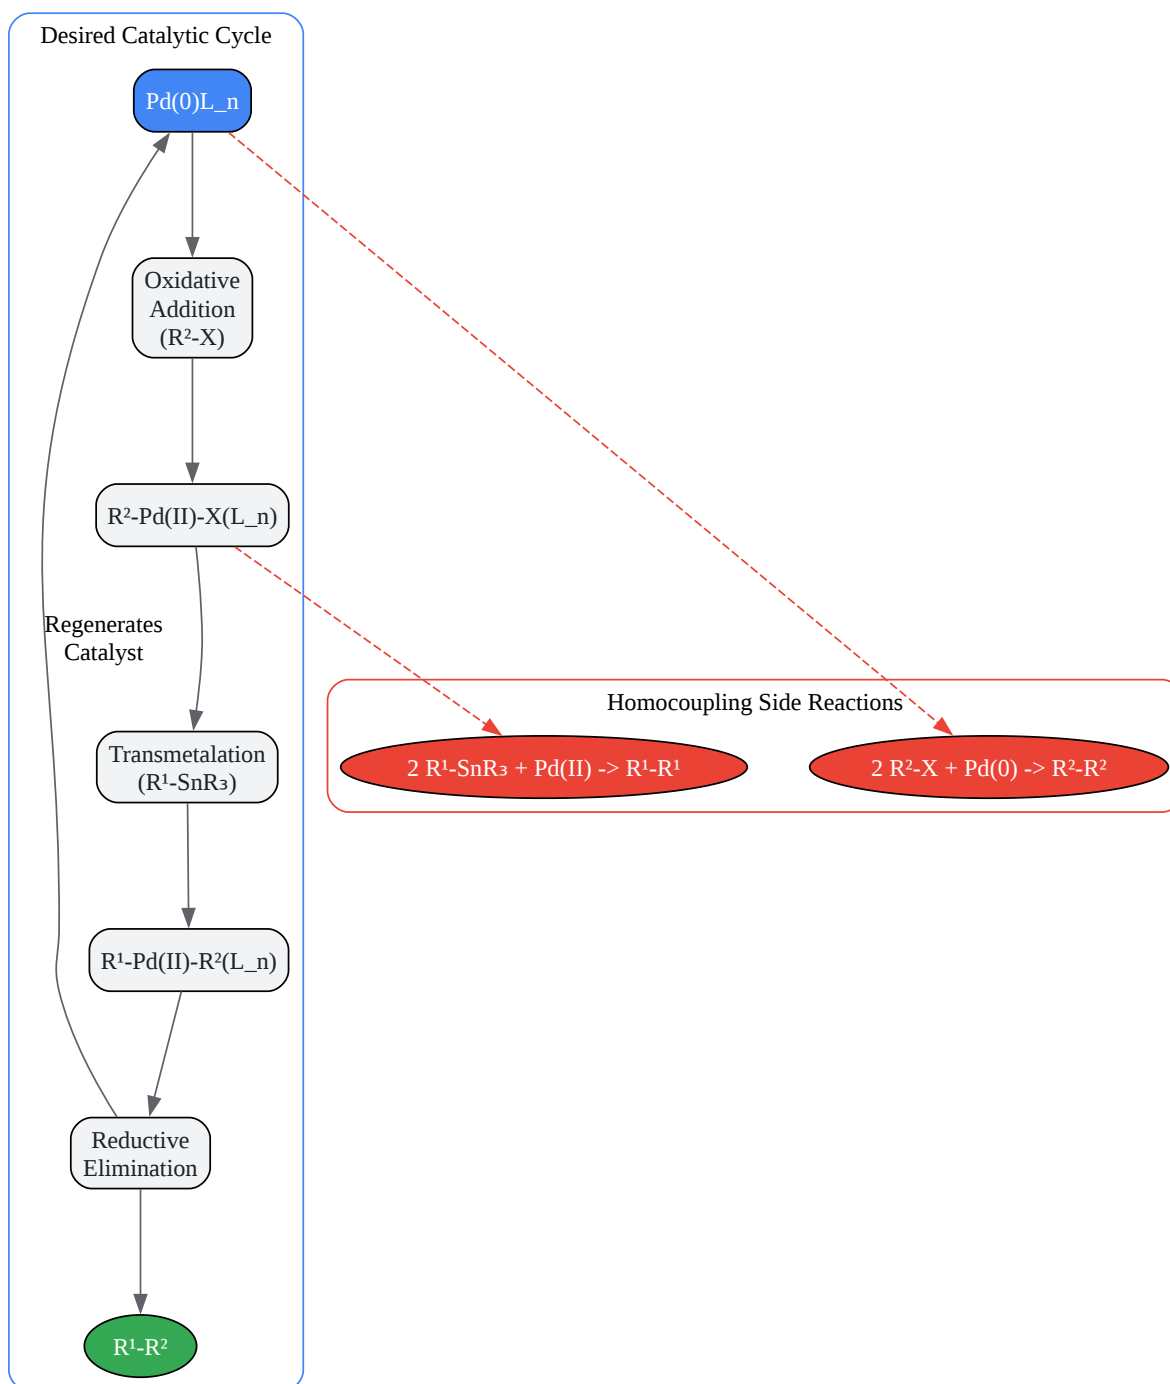 Desired Catalytic Cycle
Pd(0)L_n
Oxidative
Addition
(R²-X)
R²-Pd(II)-X(L_n)
Regenerates
Catalyst
Transmetalation
(R¹-SnR₃)
R¹-Pd(II)-R²(L_n)
Reductive
Elimination
R¹-R²
Homocoupling Side Reactions
2 R¹-SnR₃ + Pd(II) -> R¹-R¹
2 R²-X + Pd(0) -> R²-R²